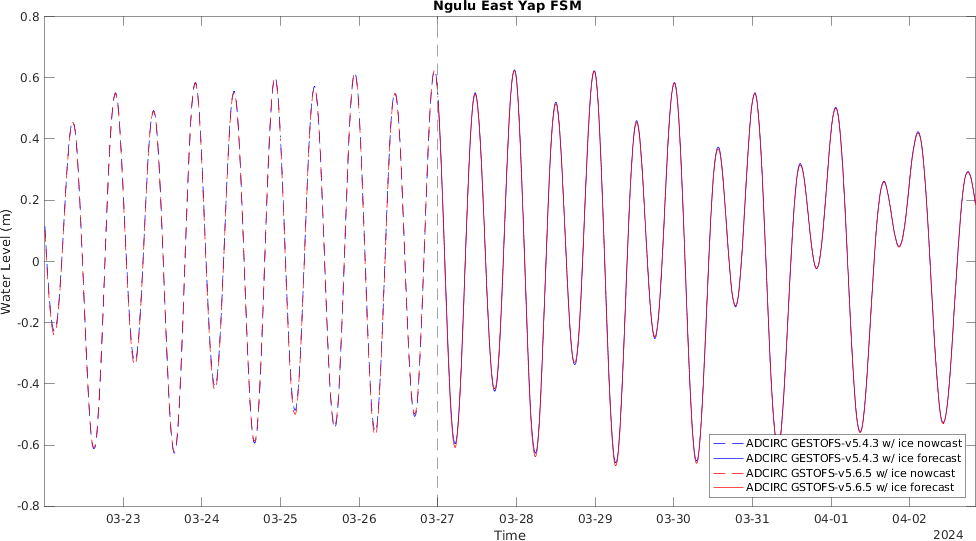 Ngulu East Yap FSM
0.8
0.6
0.4
0.2
0
-0.2
-0.4
-0.6
-0.8
Water Level (m)
ADCIRC GESTOFS-v5.4.3 w/ ice nowcast
ADCIRC GESTOFS-v5.4.3 w/ ice forecast
ADCIRC GSTOFS-v5.6.5 w/ ice nowcast
ADCIRC GSTOFS-v5.6.5 w/ ice forecast
03-23 03-24 03-25 03-26 03-27 03-28 03-29 03-30 03-31 04-01 04-02
Time
2024